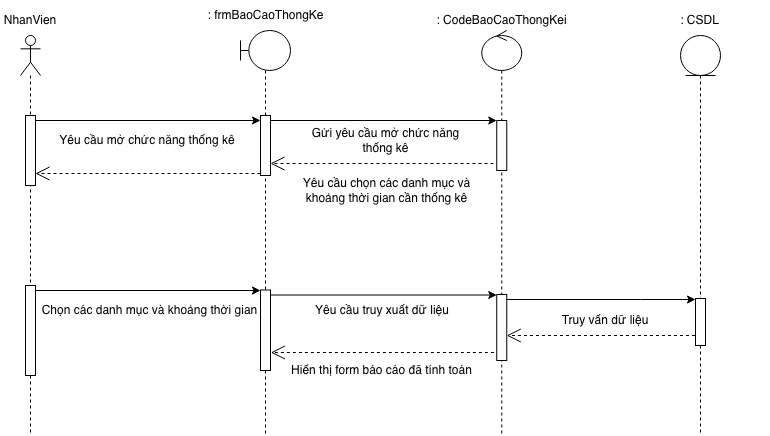 NhanVien
: frmBaoCaoThongKe
: CodeBaoCaoThongKei
: CSDL
Yêu cầu mở chức năng thống kê
Gửi yêu cầu mở chức năng
thống kê
Yêu cầu chọn các danh mục và
khoảng thời gian cần thống kê
Chọn các danh mục và khoảng thời gian
Yêu cầu truy xuất dữ liệu
Truy vấn dữ liệu
Hiển thị form báo cáo đã tính toán